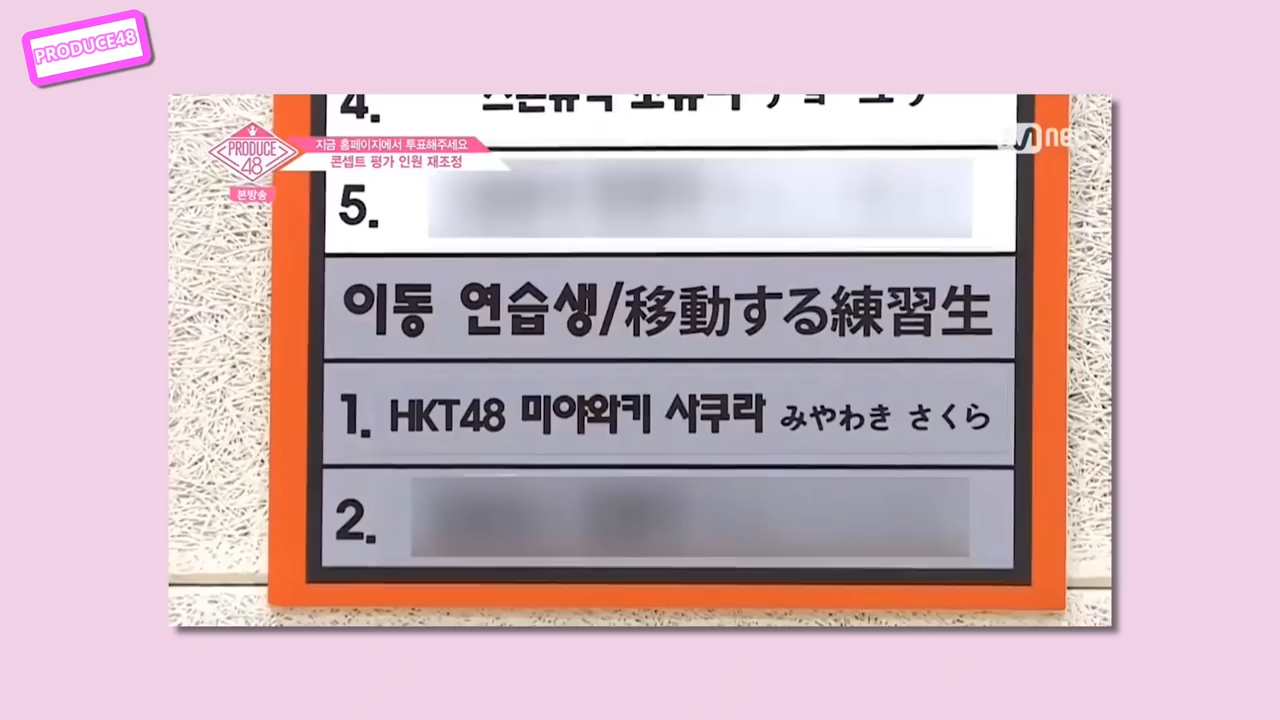 PRODUCE48
4.
PRODUCE
48
본방송
지금 홈페이지에서 투표해주세요
콘셉트 평가 인원 재조정
5.
이동 연습생/移動する練習生
1. HKT48 미야와키 사쿠라 みやわき さくら
2.